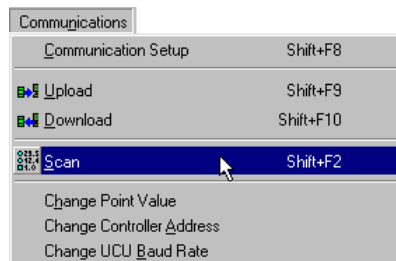 Communications
Communication Setup Shift+F8
Upload Shift+F9
Download Shift+F10
Scan Shift+F2
Change Point Value
Change Controller Address
Change UCU Baud Rate